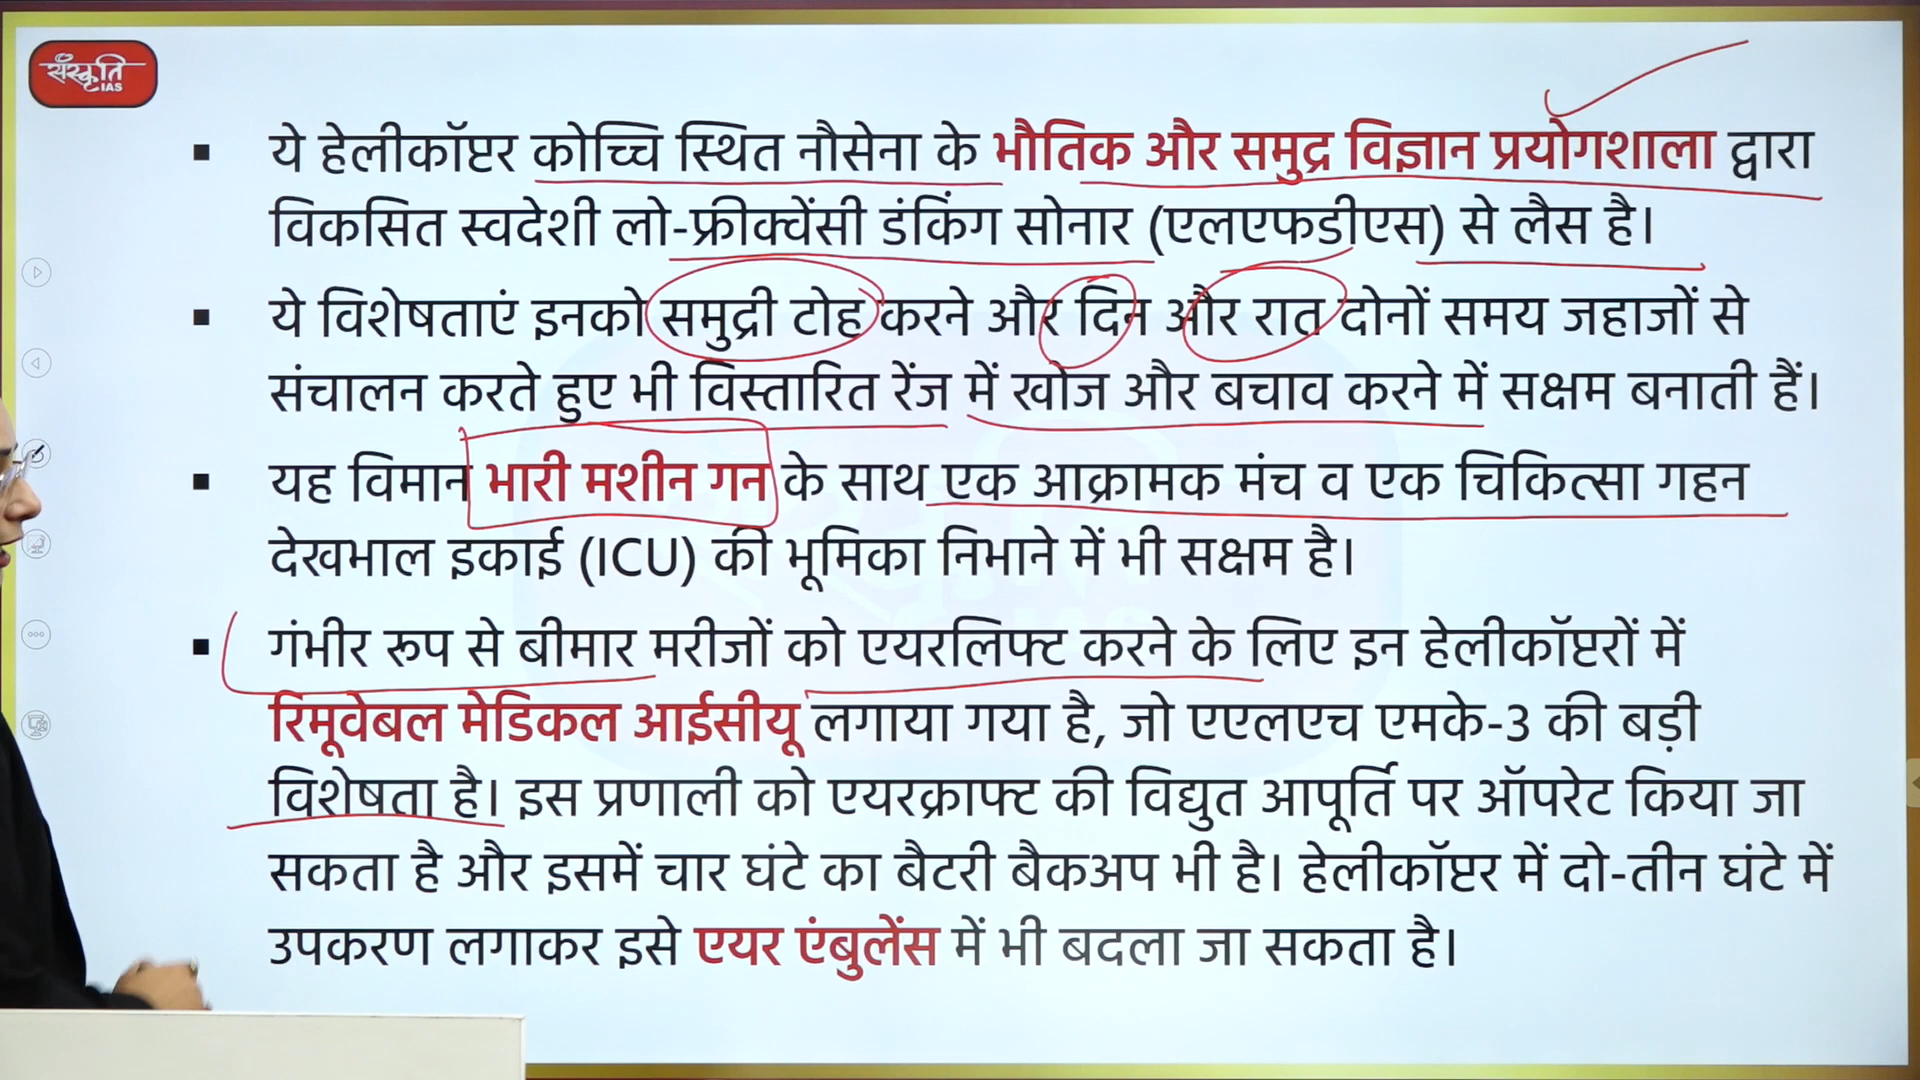 संस्कृति
IAS
▪ ये हेलीकॉप्टर कोच्चि स्थित नौसेना के भौतिक और समुद्र विज्ञान प्रयोगशाला द्वारा
विकसित स्वदेशी लो-फ्रीक्वेंसी डंकिंग सोनार (एलएफडीएस) से लैस है।
▪ ये विशेषताएं इनको समुद्री टोह करने और दिन और रात दोनों समय जहाजों से
संचालन करते हुए भी विस्तारित रेंज में खोज और बचाव करने में सक्षम बनाती हैं।
▪ यह विमान भारी मशीन गन के साथ एक आक्रामक मंच व एक चिकित्सा गहन
देखभाल इकाई (ICU) की भूमिका निभाने में भी सक्षम है।
▪ गंभीर रूप से बीमार मरीजों को एयरलिफ्ट करने के लिए इन हेलीकॉप्टरों में
रिमूवेबल मेडिकल आईसीयू लगाया गया है, जो एएलएच एमके-3 की बड़ी
विशेषता है। इस प्रणाली को एयरक्राफ्ट की विद्युत आपूर्ति पर ऑपरेट किया जा
सकता है और इसमें चार घंटे का बैटरी बैकअप भी है। हेलीकॉप्टर में दो-तीन घंटे में
उपकरण लगाकर इसे एयर एंबुलेंस में भी बदला जा सकता है।